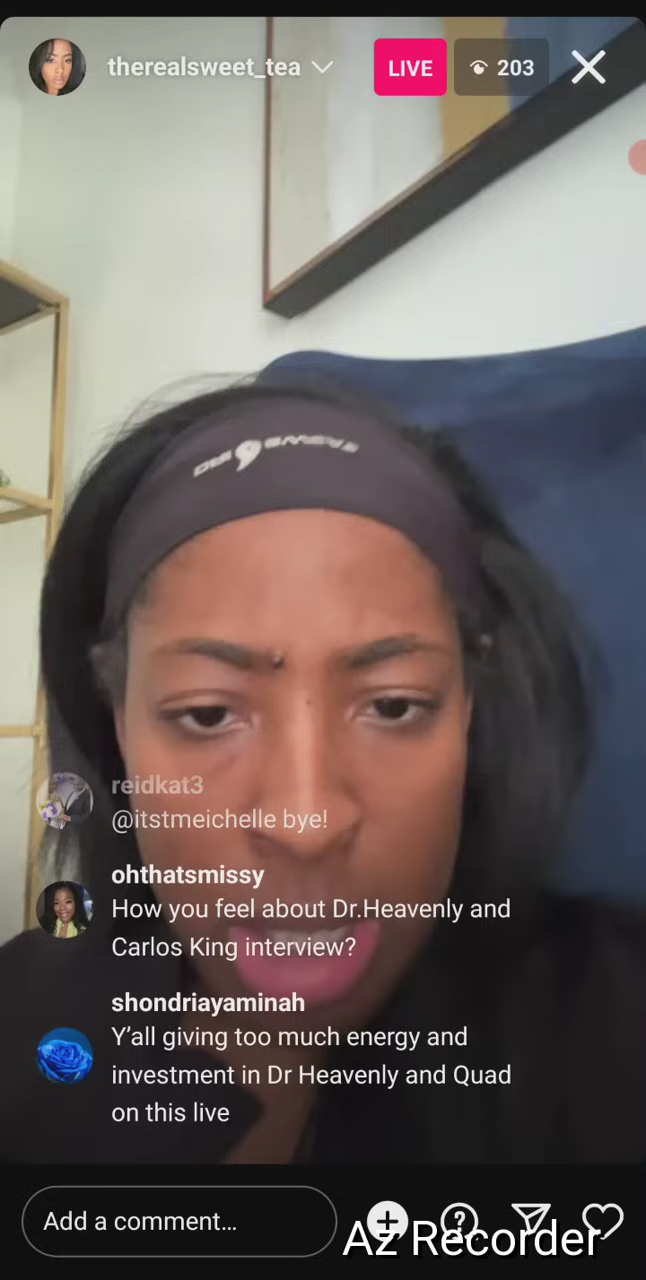 therealsweet_tea
LIVE
203
reidkat3
@itstmeichelle bye!
ohthatsmissy
How you feel about Dr.Heavenly and
Carlos King interview?
shondriayaminah
Y’all giving too much energy and
investment in Dr Heavenly and Quad
on this live
Add a comment...
Az Recorder